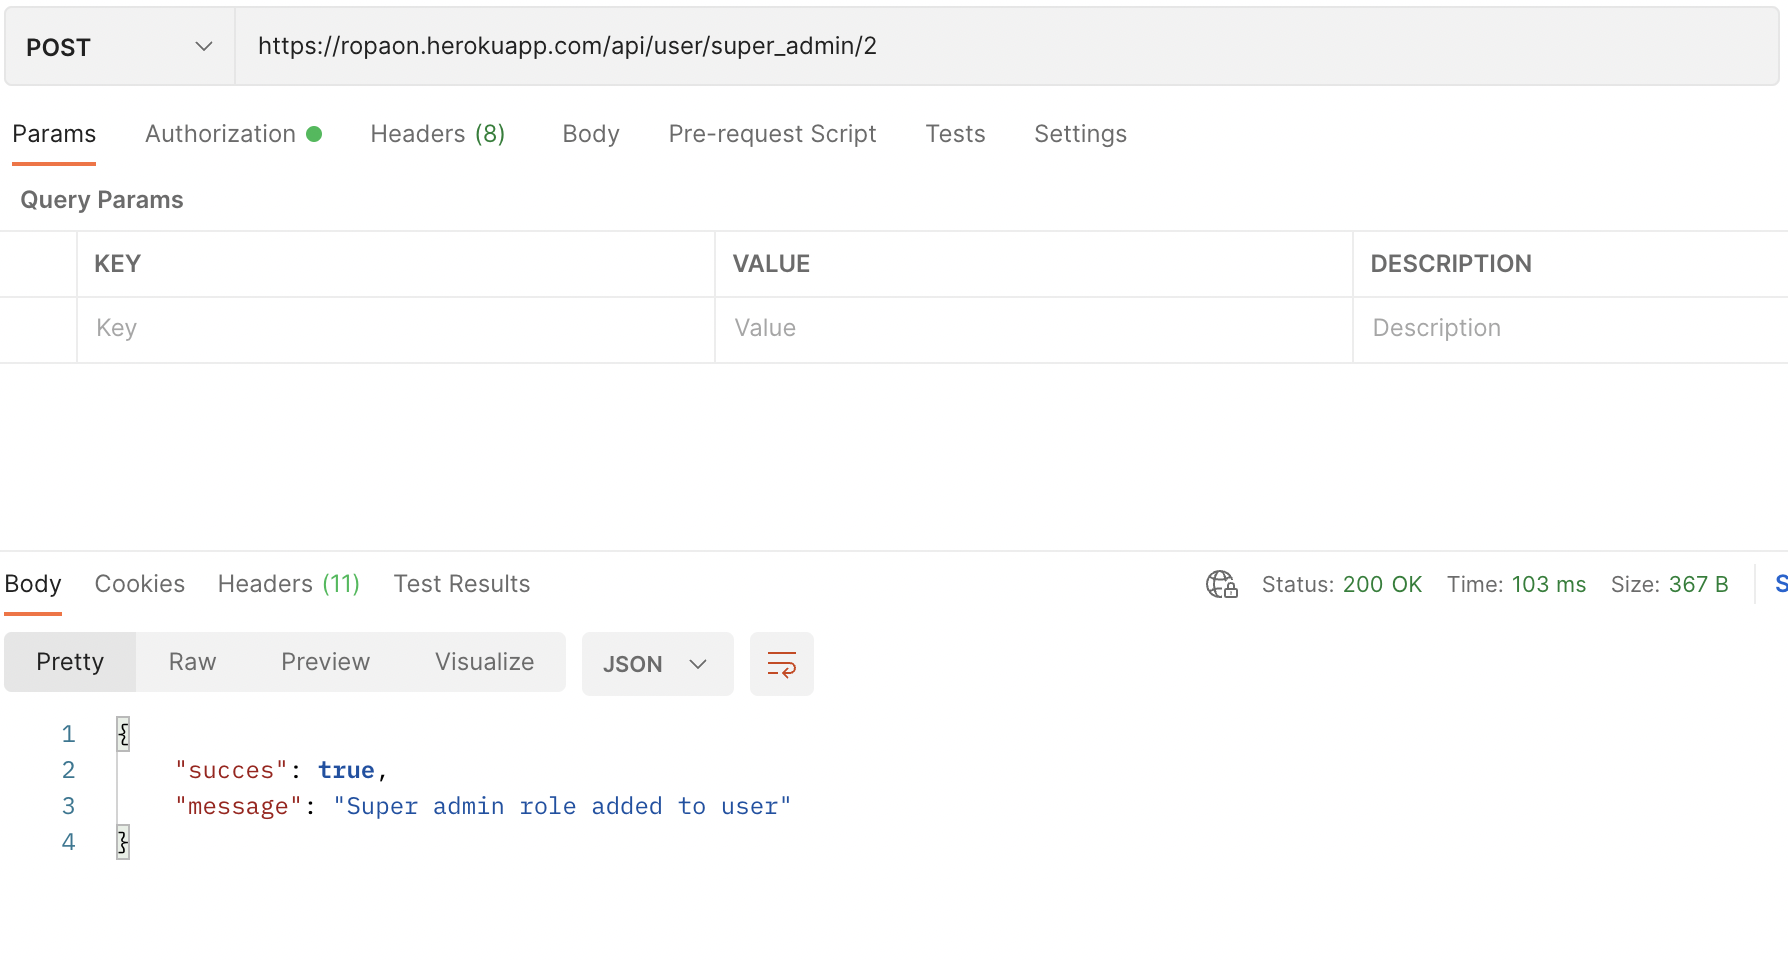 POST https://ropaon.herokuapp.com/api/user/super_admin/2
Params Authorization Headers (8) Body Pre-request Script Tests Settings
Query Params
KEY VALUE DESCRIPTION
Key Value Description
Body Cookies Headers (11) Test Results Status: 200 OK Time: 103 ms Size: 367 B S
Pretty Raw Preview Visualize JSON
1 {
2 "succes": true,
3 "message": "Super admin role added to user"
4 }